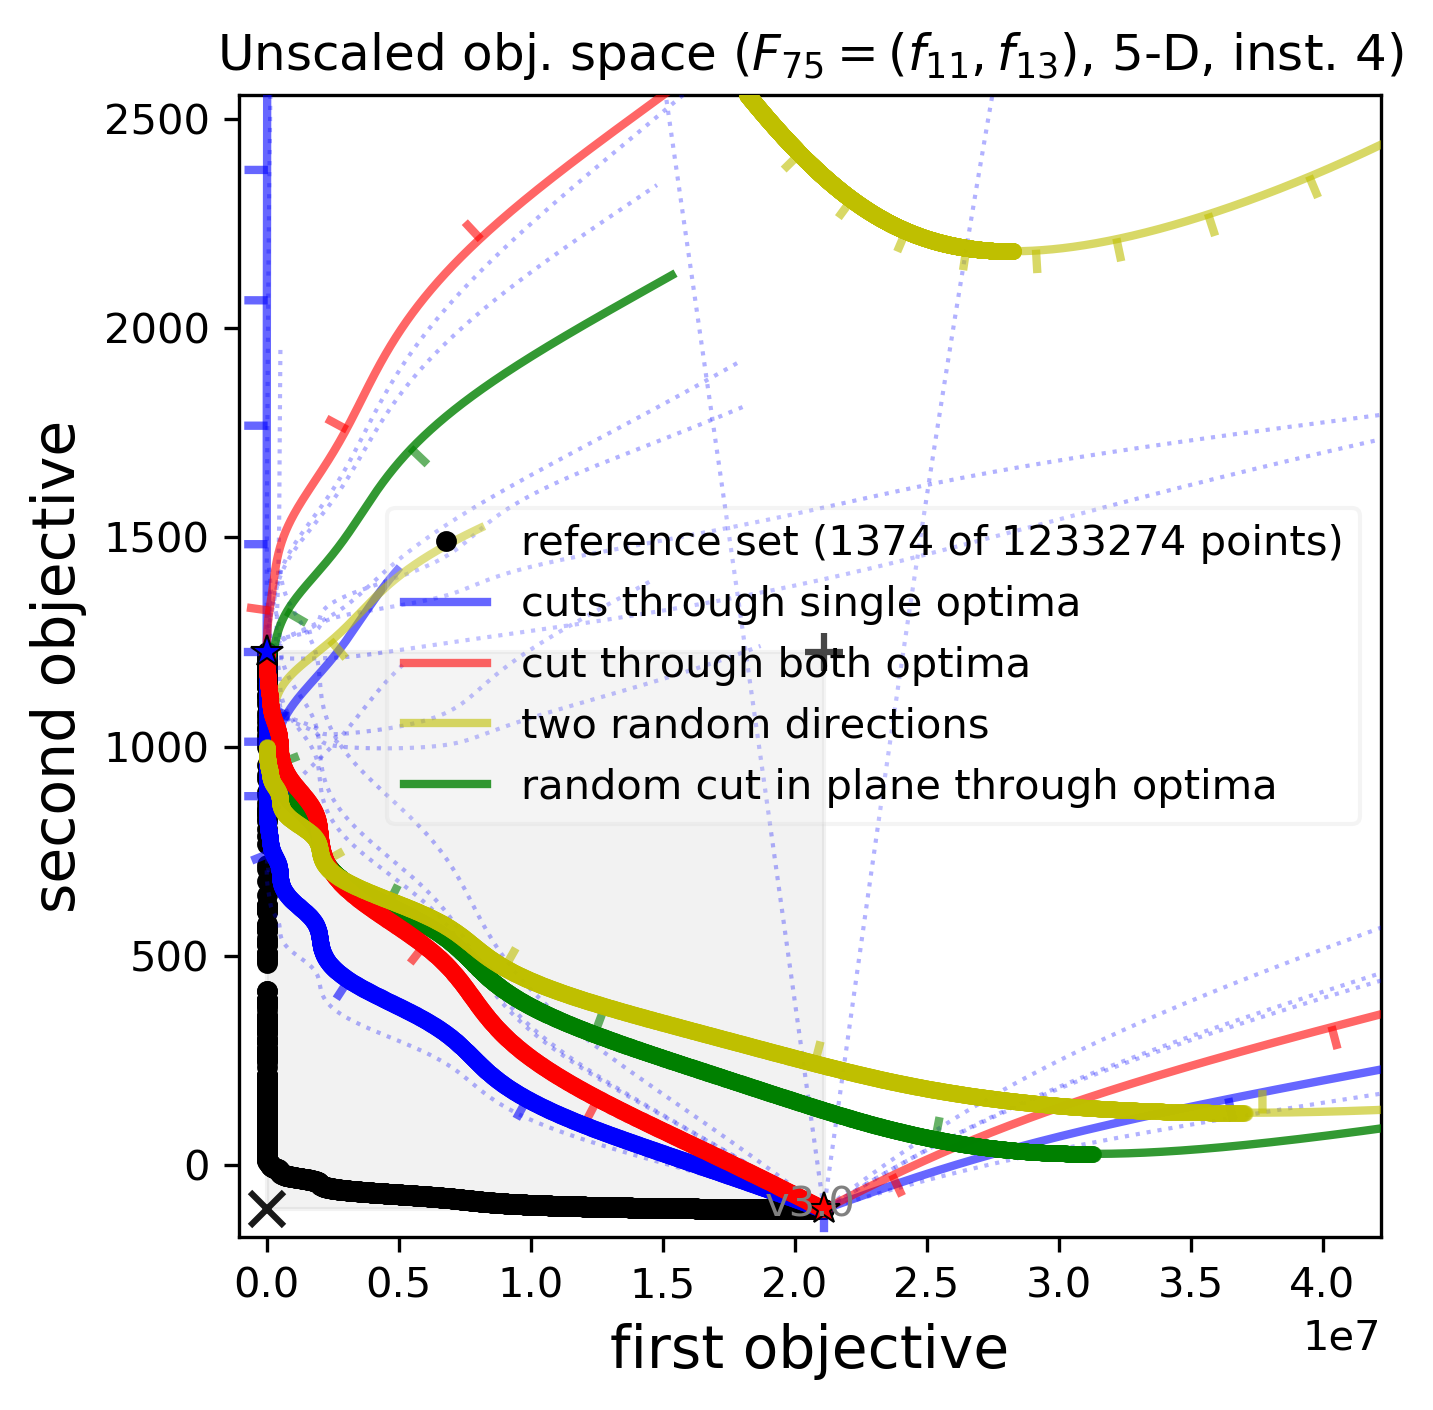 Unscaled obj. space (F₇₅ = (f₁₁, f₁₃), 5-D, inst. 4)
second objective
2500
2000
1500
1000
500
0
reference set (1374 of 1233274 points)
cuts through single optima
cut through both optima
two random directions
random cut in plane through optima
v3.0
0.0 0.5 1.0 1.5 2.0 2.5 3.0 3.5 4.0
1e7
first objective